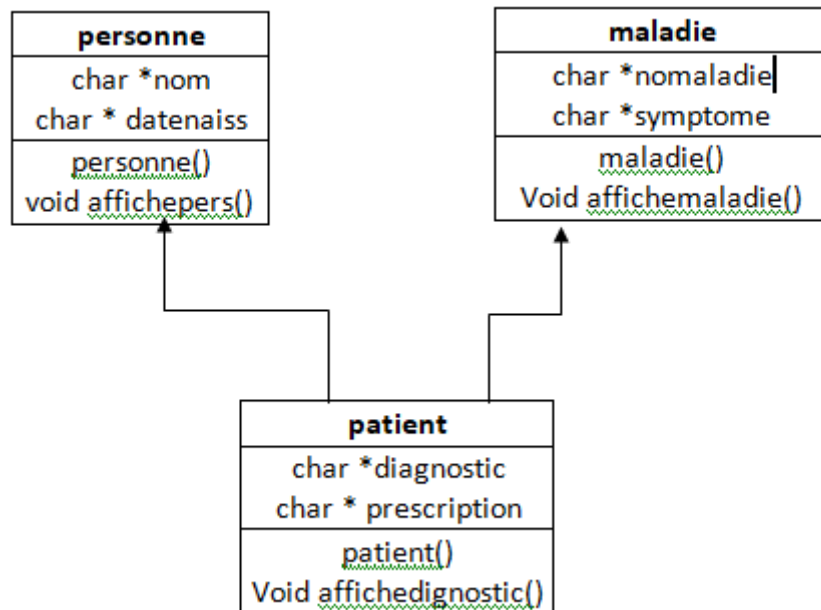 personne
char *nom
char * datenaiss
personne()
void affichepers()
maladie
char *nomaladie
char *symptome
maladie()
Void affichemaladie()
patient
char *diagnostic
char * prescription
patient()
Void affichedignostic()